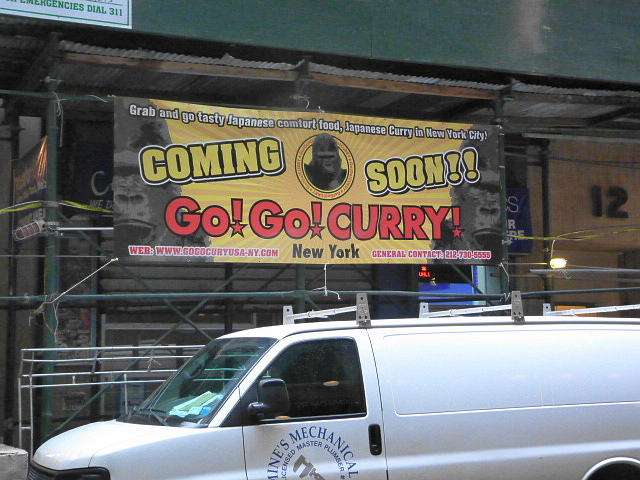 EMERGENCIES DIAL 311
Grab and go tasty Japanese comfort food, Japanese Curry in New York City!
COMING SOON!!
Go! Go! CURRY!
New York
WEB: WWW.GOGOCURYUSA-NY.COM
GENERAL CONTACT: 212-730-5555
12
MINE'S MECHANICAL
LICENSED MASTER PLUMBER